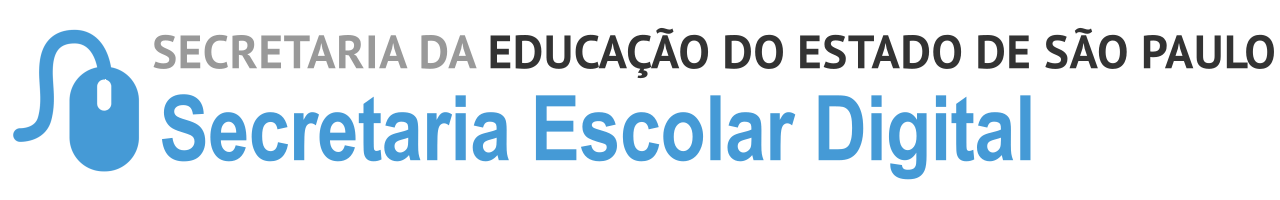 SECRETARIA DA EDUCAÇÃO DO ESTADO DE SÃO PAULO
Secretaria Escolar Digital